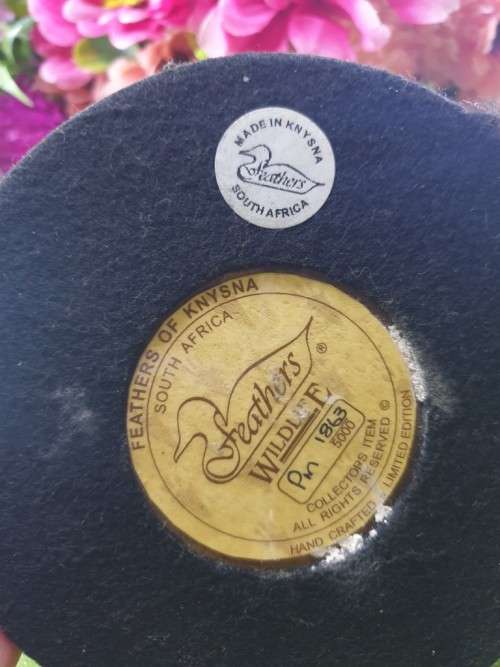 MADE IN KNYSNA
Feathers
SOUTH AFRICA
FEATHERS OF KNYSNA
SOUTH AFRICA
Feathers ®
WILDLIFE
Pm 1863
5000
COLLECTORS ITEM
ALL RIGHTS RESERVED ©
HAND CRAFTED LIMITED EDITION